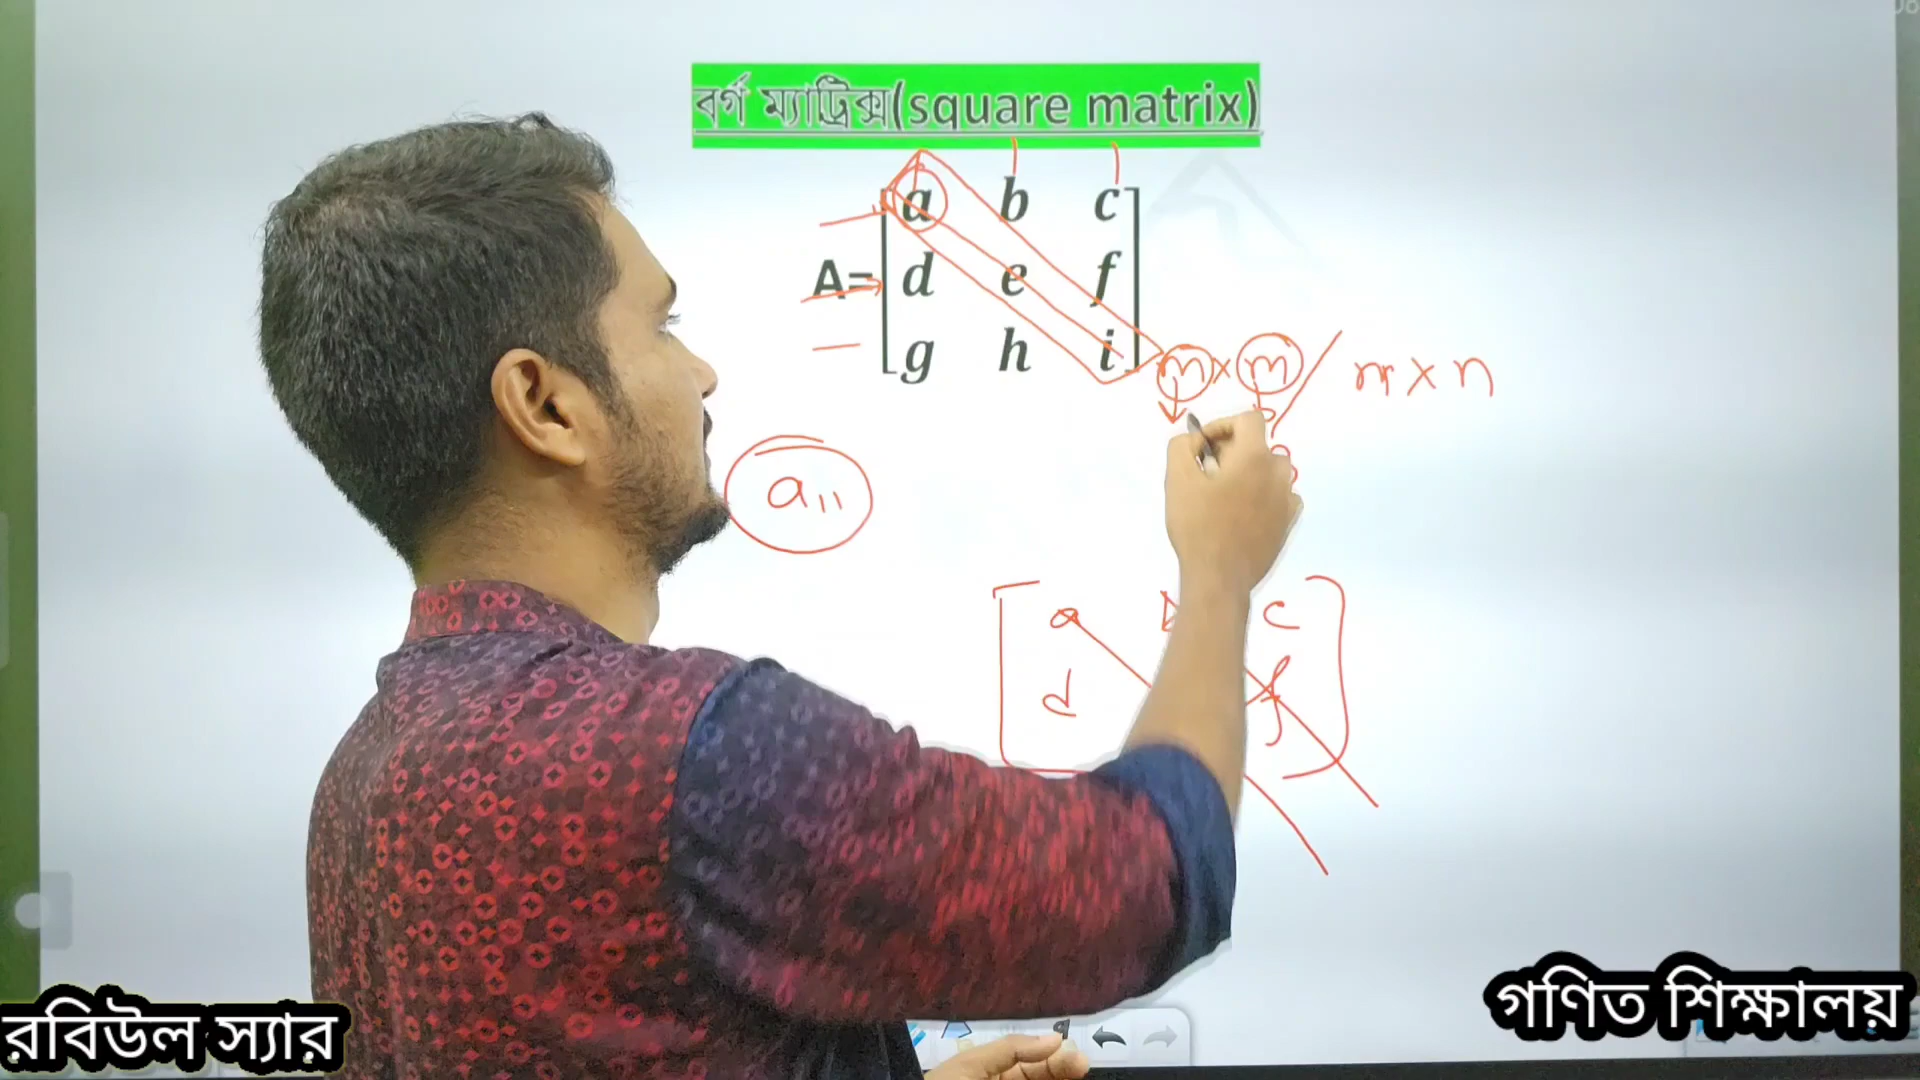 বর্গ ম্যাট্রিক্স(square matrix)
a b c
A= d e f
g h i
m × m / n × n
a₁₁
a b c
d f
রবিউল স্যার
গণিত শিক্ষালয়